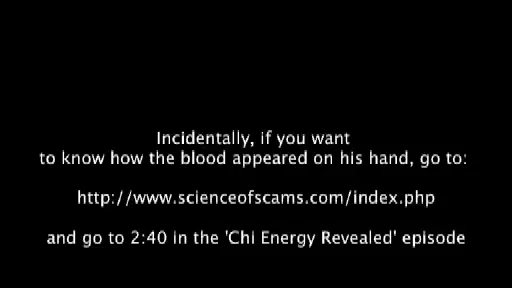 Incidentally, if you want
to know how the blood appeared on his hand, go to:
http://www.scienceofscams.com/index.php
and go to 2:40 in the 'Chi Energy Revealed' episode